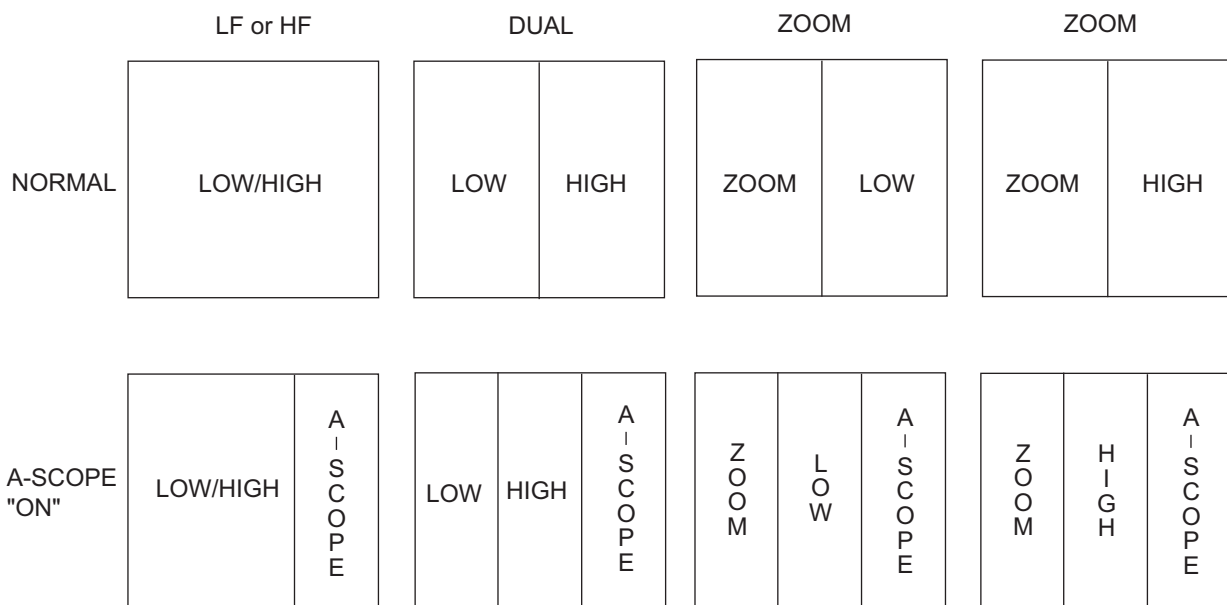 LF or HF
DUAL
ZOOM
ZOOM
NORMAL
LOW/HIGH
LOW
HIGH
ZOOM
LOW
ZOOM
HIGH
A-SCOPE
"ON"
LOW/HIGH
A-SCOPE
LOW
HIGH
A-SCOPE
ZOOM
LOW
A-SCOPE
ZOOM
HIGH
A-SCOPE